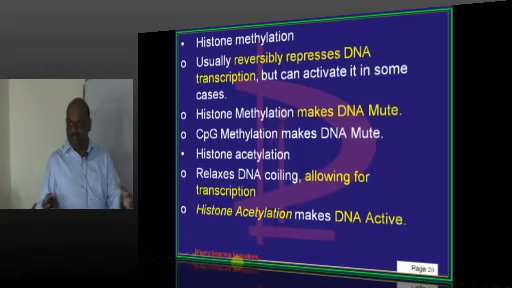 • Histone methylation
o Usually reversibly represses DNA
transcription, but can activate it in some
cases.
o Histone Methylation makes DNA Mute.
o CpG Methylation makes DNA Mute.
• Histone acetylation
o Relaxes DNA coiling, allowing for
transcription
o Histone Acetylation makes DNA Active.
Page 20